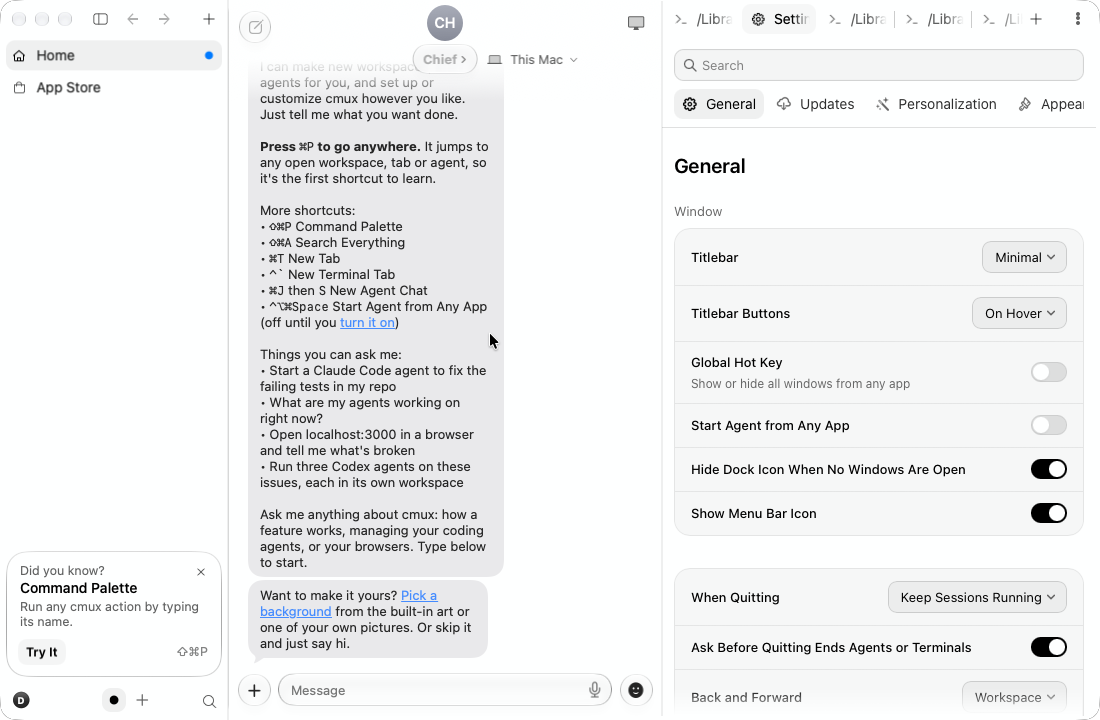 Home
App Store
Did you know?
Command Palette
Run any cmux action by typing
its name.
Try It
⇧⌘P
D
CH
Chief ›
This Mac
I can make new workspaces
agents for you, and set up or
customize cmux however you like.
Just tell me what you want done.
Press ⌘P to go anywhere. It jumps to
any open workspace, tab or agent, so
it's the first shortcut to learn.
More shortcuts:
• ⇧⌘P Command Palette
• ⇧⌘A Search Everything
• ⌘T New Tab
• ⌃` New Terminal Tab
• ⌘J then S New Agent Chat
• ⌃⌥⌘Space Start Agent from Any App
(off until you turn it on)
Things you can ask me:
• Start a Claude Code agent to fix the
failing tests in my repo
• What are my agents working on
right now?
• Open localhost:3000 in a browser
and tell me what's broken
• Run three Codex agents on these
issues, each in its own workspace
Ask me anything about cmux: how a
feature works, managing your coding
agents, or your browsers. Type below
to start.
Want to make it yours? Pick a
background from the built-in art or
one of your own pictures. Or skip it
and just say hi.
Message
/Libra
Settin
/Libra
/Libra
/Li
Search
General
Updates
Personalization
Appear
General
Window
Titlebar
Minimal
Titlebar Buttons
On Hover
Global Hot Key
Show or hide all windows from any app
Start Agent from Any App
Hide Dock Icon When No Windows Are Open
Show Menu Bar Icon
When Quitting
Keep Sessions Running
Ask Before Quitting Ends Agents or Terminals
Back and Forward
Workspace